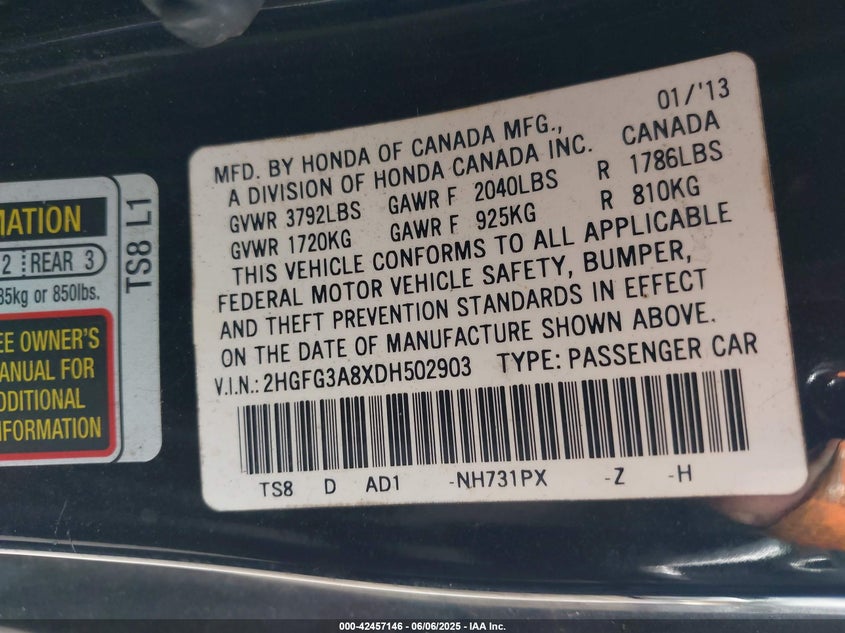 MATION
2 REAR 3
35kg or 850lbs.
EE OWNER'S
ANUAL FOR
DDITIONAL
NFORMATION
TS8 L1
01/'13
MFD. BY HONDA OF CANADA MFG.,
A DIVISION OF HONDA CANADA INC. CANADA
GVWR 3792LBS GAWR F 2040LBS R 1786LBS
GVWR 1720KG GAWR F 925KG R 810KG
THIS VEHICLE CONFORMS TO ALL APPLICABLE
FEDERAL MOTOR VEHICLE SAFETY, BUMPER,
AND THEFT PREVENTION STANDARDS IN EFFECT
ON THE DATE OF MANUFACTURE SHOWN ABOVE.
V.I.N.: 2HGFG3A8XDH502903 TYPE: PASSENGER CAR
TS8 D AD1 -NH731PX -Z -H
000-42457146 - 06/06/2025 - IAA Inc.